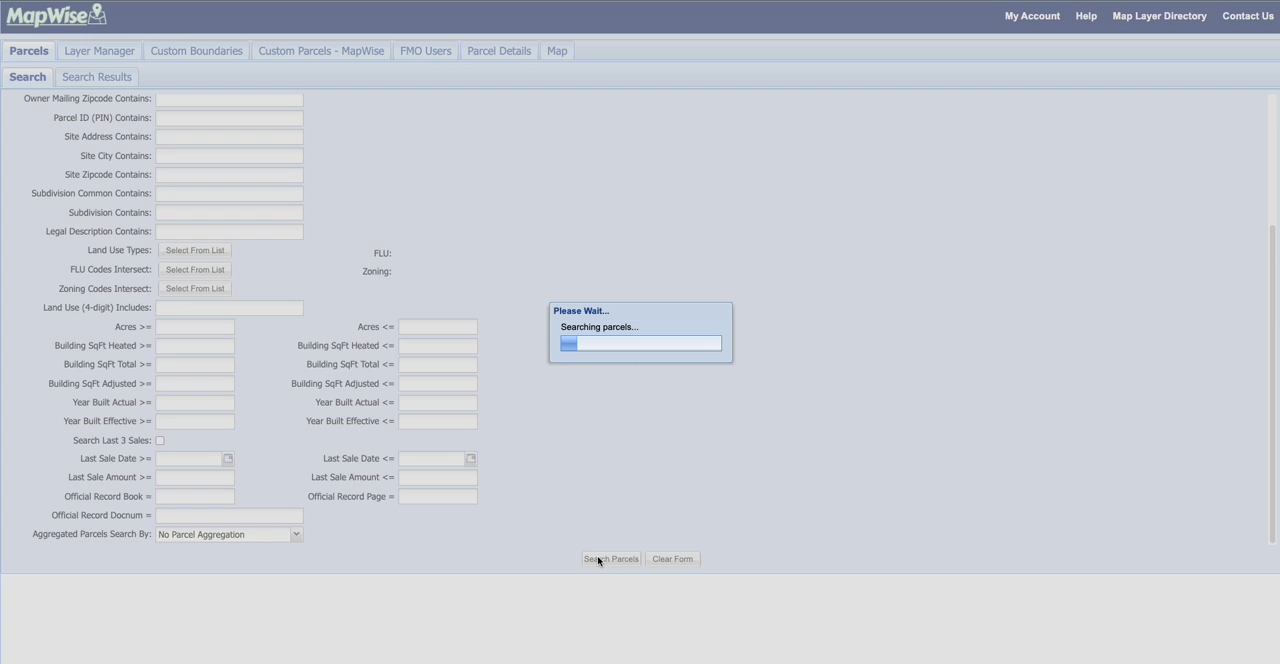 MapWise
My Account Help Map Layer Directory Contact Us
Parcels Layer Manager Custom Boundaries Custom Parcels - MapWise FMO Users Parcel Details Map
Search Search Results
Owner Mailing Zipcode Contains:
Parcel ID (PIN) Contains:
Site Address Contains:
Site City Contains:
Site Zipcode Contains:
Subdivision Common Contains:
Subdivision Contains:
Legal Description Contains:
Land Use Types: Select From List FLU:
FLU Codes Intersect: Select From List Zoning:
Zoning Codes Intersect: Select From List
Land Use (4-digit) Includes:
Please Wait...
Searching parcels...
Acres >= Acres <=
Building SqFt Heated >= Building SqFt Heated <=
Building SqFt Total >= Building SqFt Total <=
Building SqFt Adjusted >= Building SqFt Adjusted <=
Year Built Actual >= Year Built Actual <=
Year Built Effective >= Year Built Effective <=
Search Last 3 Sales:
Last Sale Date >= Last Sale Date <=
Last Sale Amount >= Last Sale Amount <=
Official Record Book = Official Record Page =
Official Record Docnum =
Aggregated Parcels Search By: No Parcel Aggregation
Search Parcels Clear Form